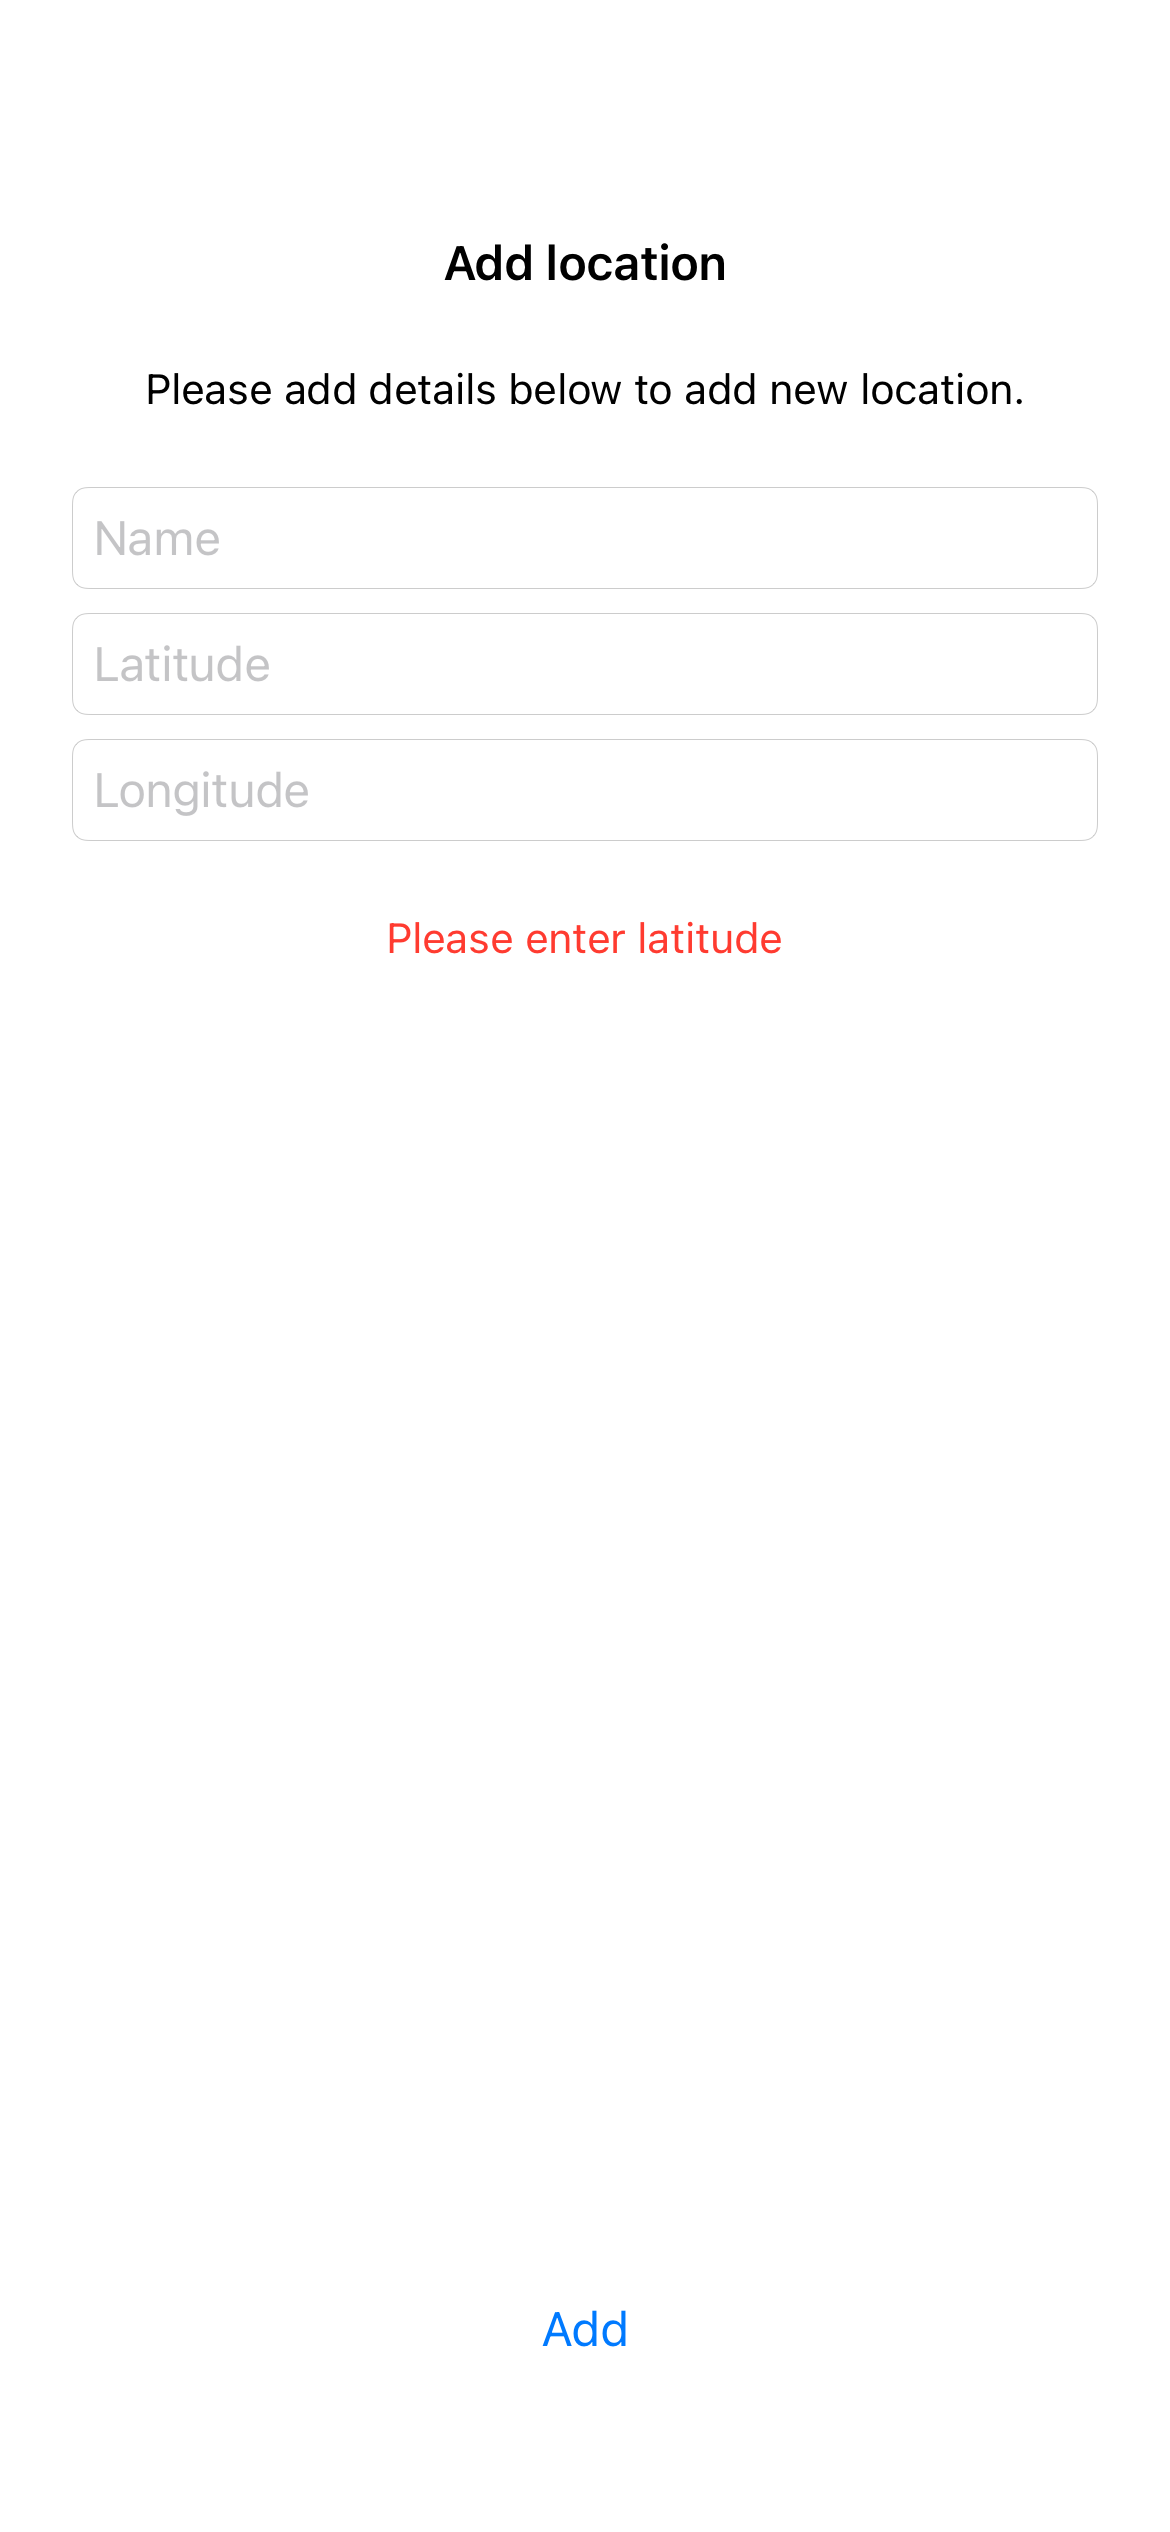 Add location
Please add details below to add new location.
Name
Latitude
Longitude
Please enter latitude
Add